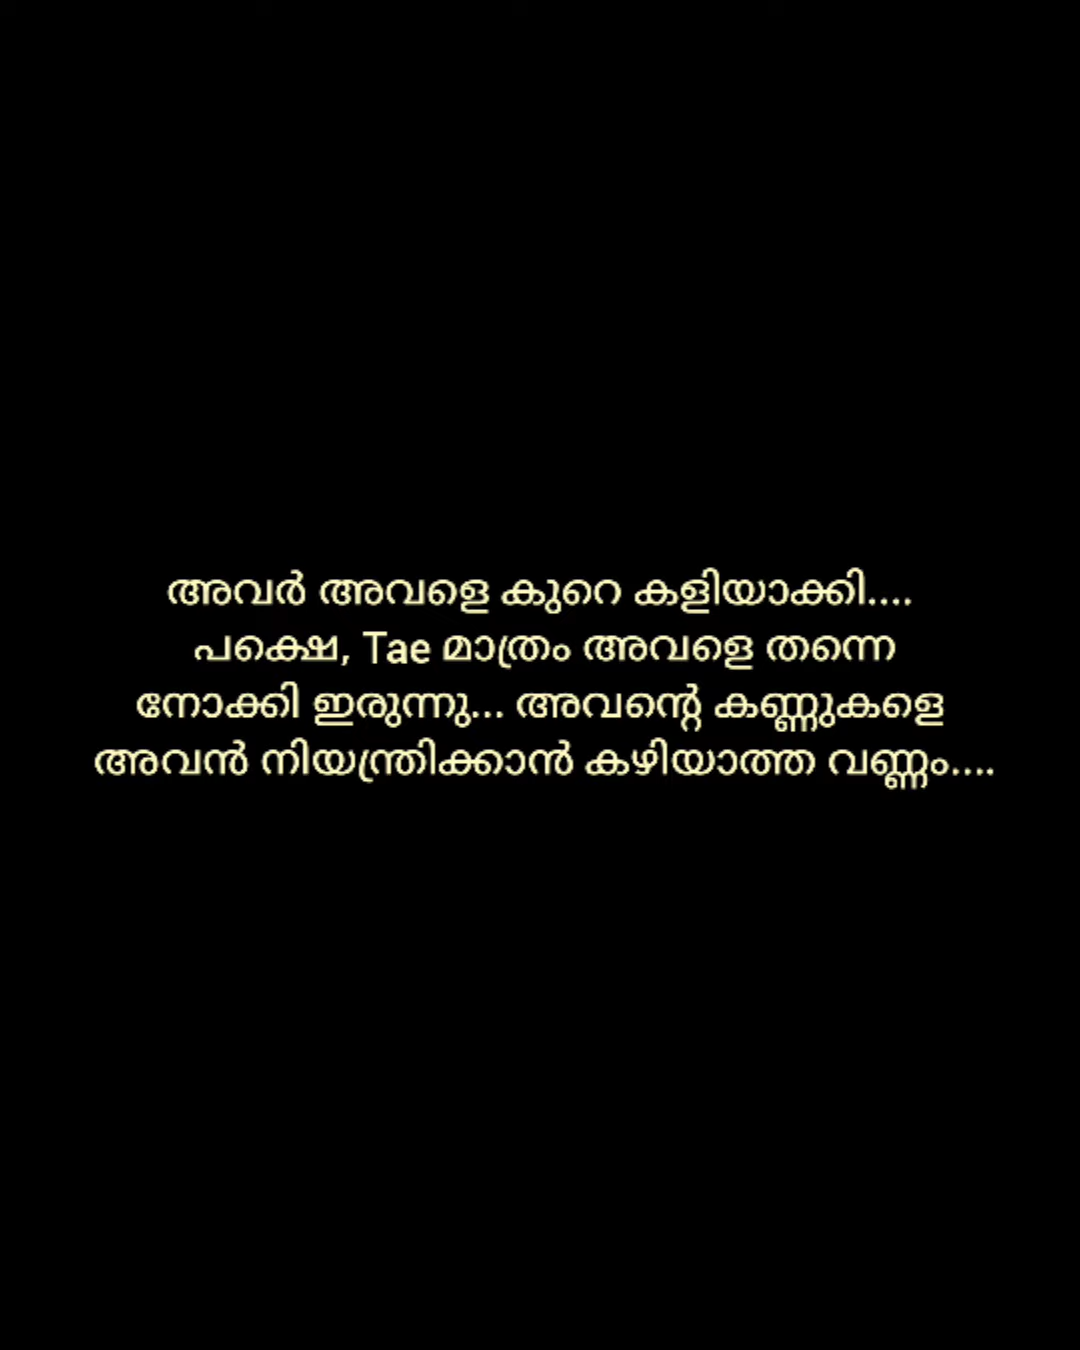 അവർ അവളെ കുറെ കളിയാക്കി....
പക്ഷെ, Tae മാത്രം അവളെ തന്നെ
നോക്കി ഇരുന്നു... അവന്റെ കണ്ണുകളെ
അവൻ നിയന്ത്രിക്കാൻ കഴിയാത്ത വണ്ണം....